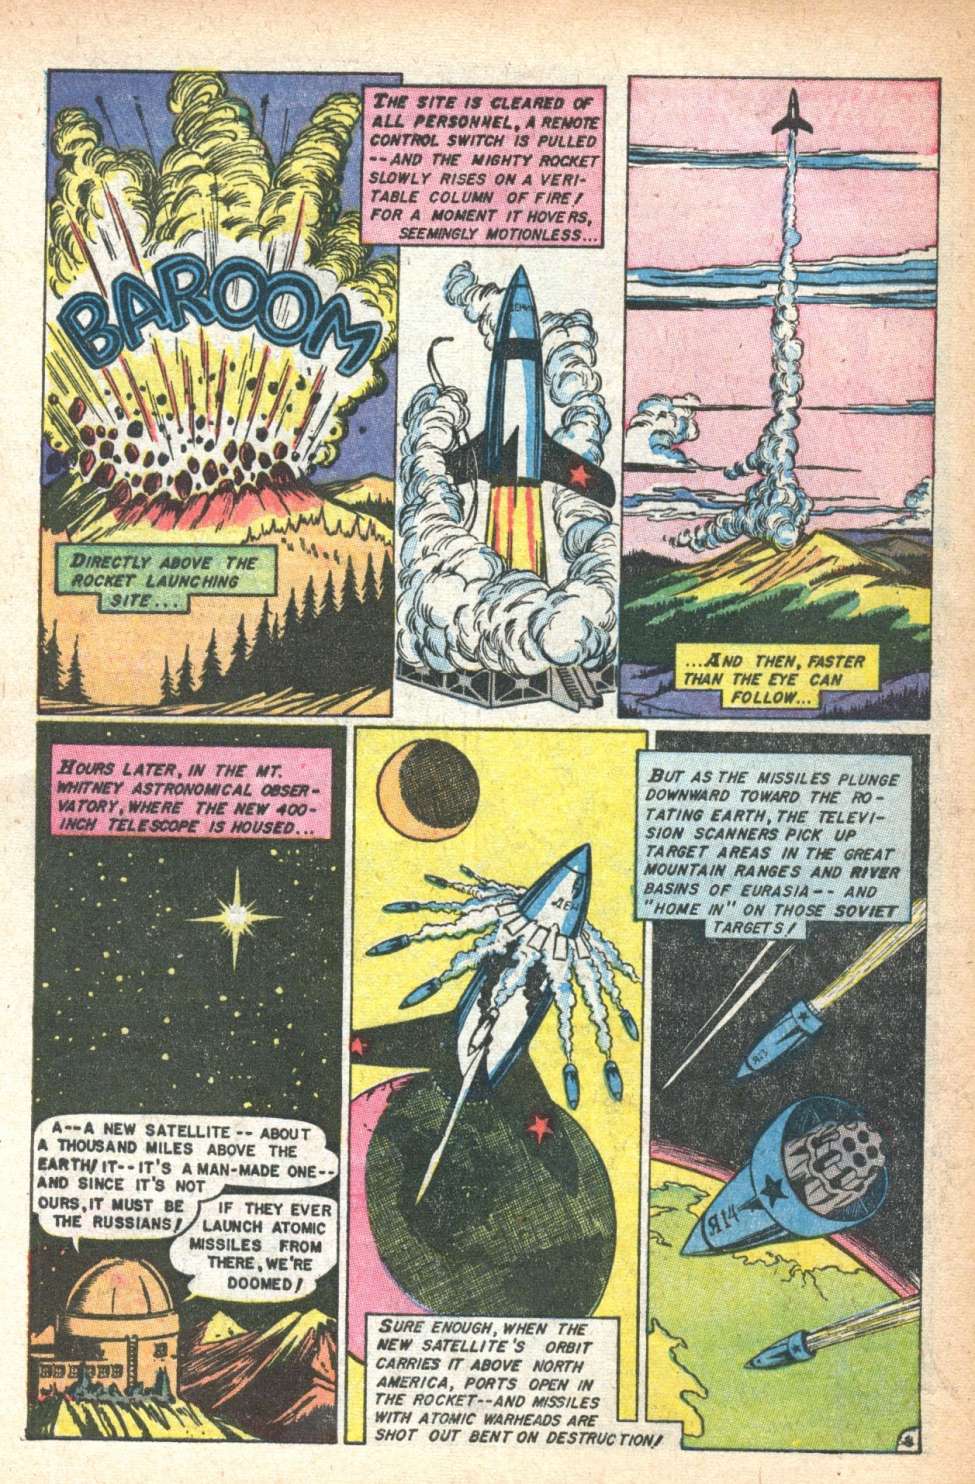 BAROOM
DIRECTLY ABOVE THE
ROCKET LAUNCHING
SITE...
THE SITE IS CLEARED OF
ALL PERSONNEL, A REMOTE
CONTROL SWITCH IS PULLED
--AND THE MIGHTY ROCKET
SLOWLY RISES ON A VERI-
TABLE COLUMN OF FIRE!
FOR A MOMENT IT HOVERS,
SEEMINGLY MOTIONLESS...
...AND THEN, FASTER
THAN THE EYE CAN
FOLLOW...
HOURS LATER, IN THE MT.
WHITNEY ASTRONOMICAL OBSER-
VATORY, WHERE THE NEW 400-
INCH TELESCOPE IS HOUSED...
A--A NEW SATELLITE -- ABOUT
A THOUSAND MILES ABOVE THE
EARTH! IT--IT'S A MAN-MADE ONE--
AND SINCE IT'S NOT
OURS, IT MUST BE
THE RUSSIANS!
IF THEY EVER
LAUNCH ATOMIC
MISSILES FROM
THERE, WE'RE
DOOMED!
SURE ENOUGH, WHEN THE
NEW SATELLITE'S ORBIT
CARRIES IT ABOVE NORTH
AMERICA, PORTS OPEN IN
THE ROCKET--AND MISSILES
WITH ATOMIC WARHEADS ARE
SHOT OUT BENT ON DESTRUCTION!
BUT AS THE MISSILES PLUNGE
DOWNWARD TOWARD THE RO-
TATING EARTH, THE TELEVI-
SION SCANNERS PICK UP
TARGET AREAS IN THE GREAT
MOUNTAIN RANGES AND RIVER
BASINS OF EURASIA-- AND
"HOME IN" ON THOSE SOVIET
TARGETS!
Я13
Я14